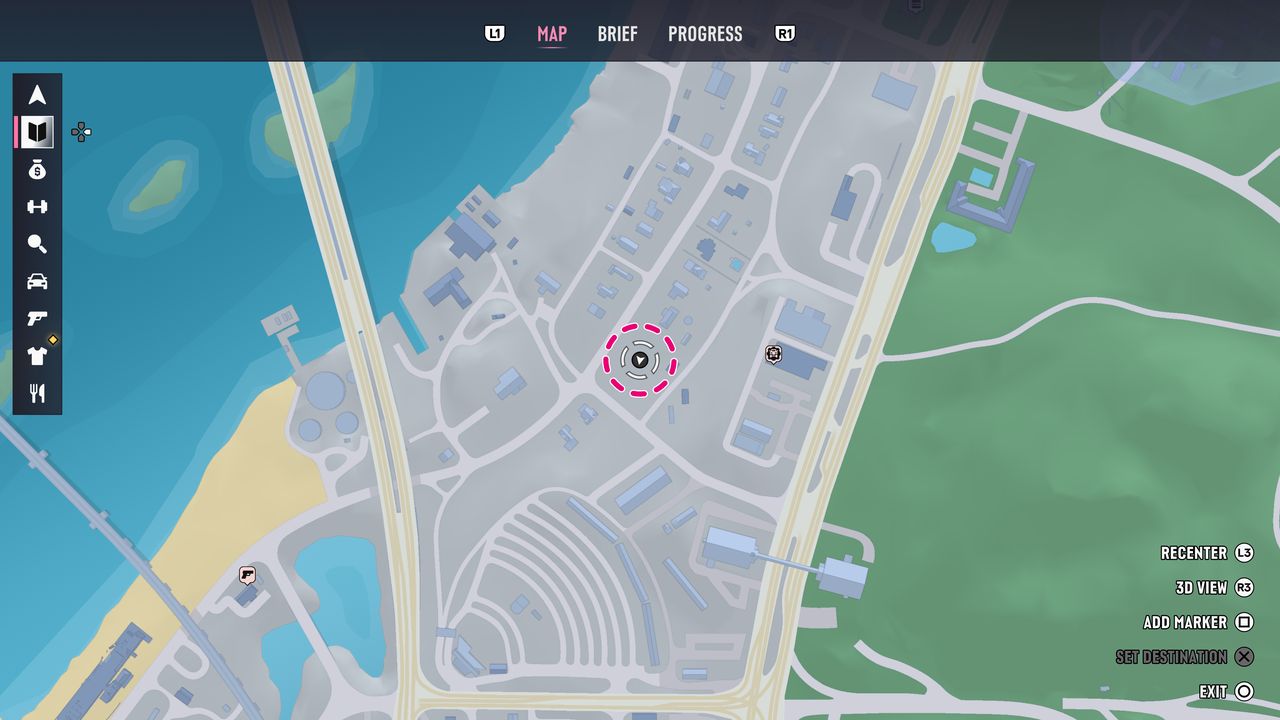 L1 MAP BRIEF PROGRESS R1
$
RECENTER L3
3D VIEW R3
ADD MARKER
SET DESTINATION
EXIT